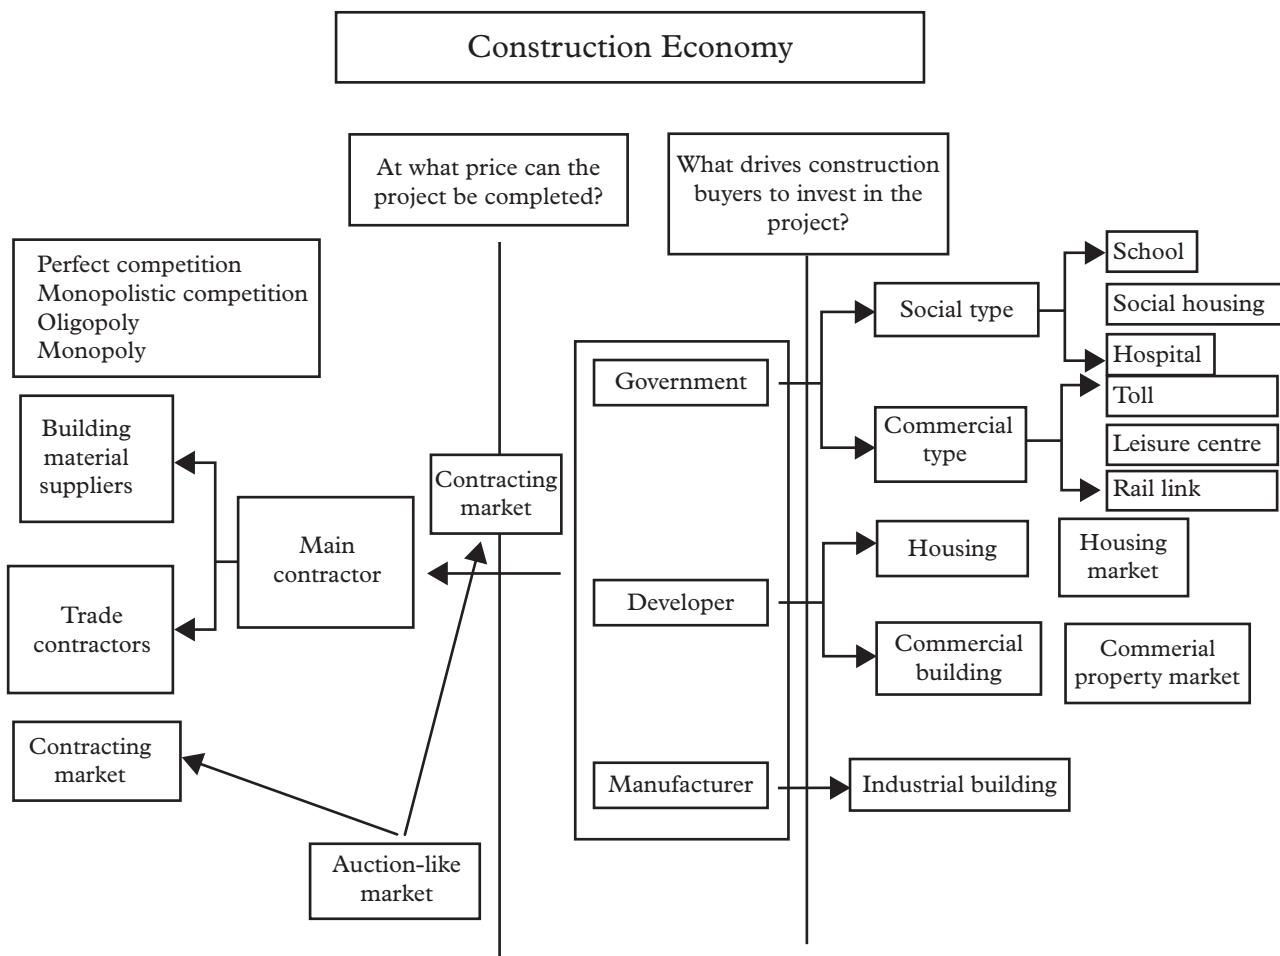 Construction Economy
At what price can the
project be completed?
What drives construction
buyers to invest in the
project?
Perfect competition
Monopolistic competition
Oligopoly
Monopoly
Building
material
suppliers
Trade
contractors
Contracting
market
Main
contractor
Contracting
market
Auction-like
market
Government
Developer
Manufacturer
Social type
Commercial
type
School
Social housing
Hospital
Toll
Leisure centre
Rail link
Housing
Housing
market
Commercial
building
Commerial
property market
Industrial building